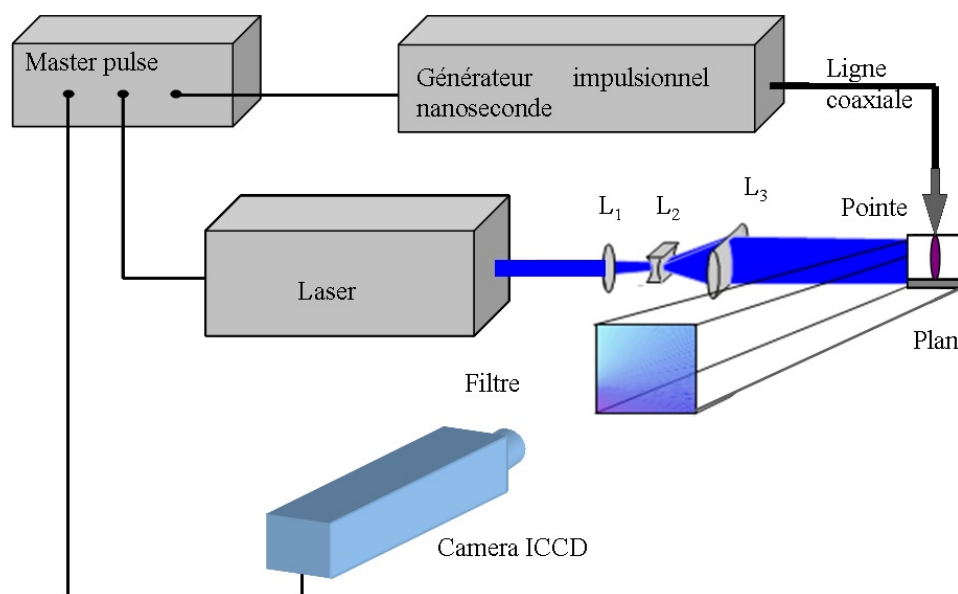 Master pulse
Générateur impulsionnel
nanoseconde
Ligne
coaxiale
L1
L2
L3
Pointe
Laser
Plan
Filtre
Camera ICCD